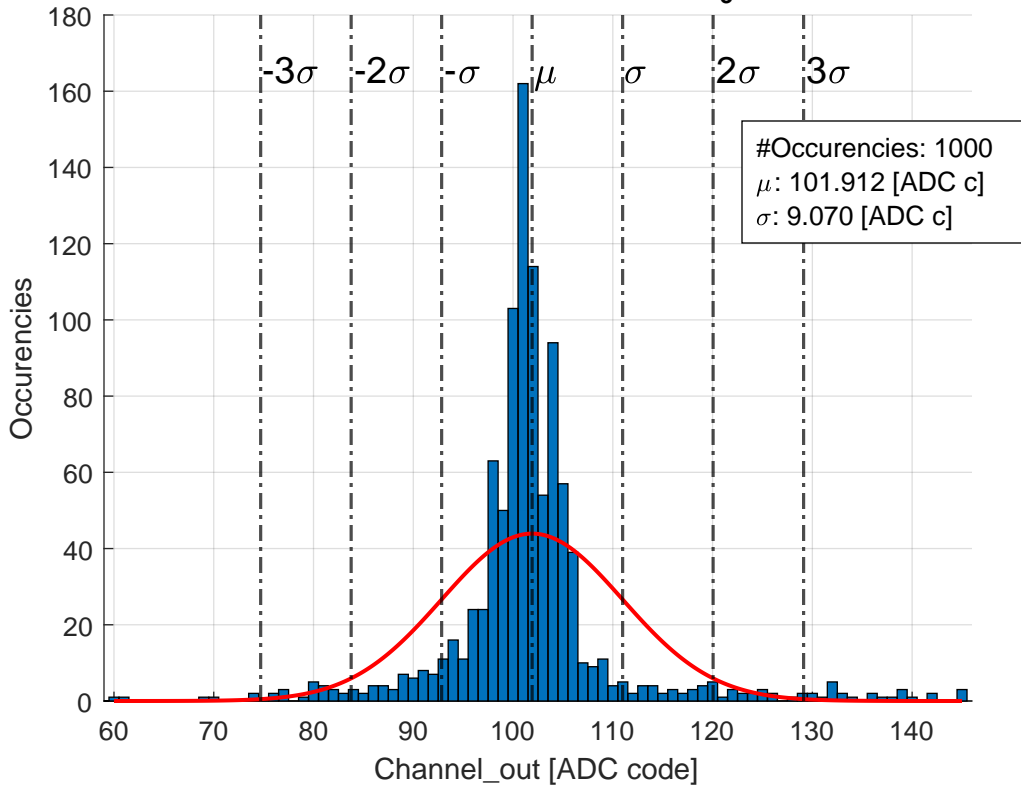 180
160
140
120
100
80
60
40
20
0
Occurencies
-3σ -2σ -σ μ σ 2σ 3σ
#Occurencies: 1000
μ: 101.912 [ADC c]
σ: 9.070 [ADC c]
60 70 80 90 100 110 120 130 140
Channel_out [ADC code]